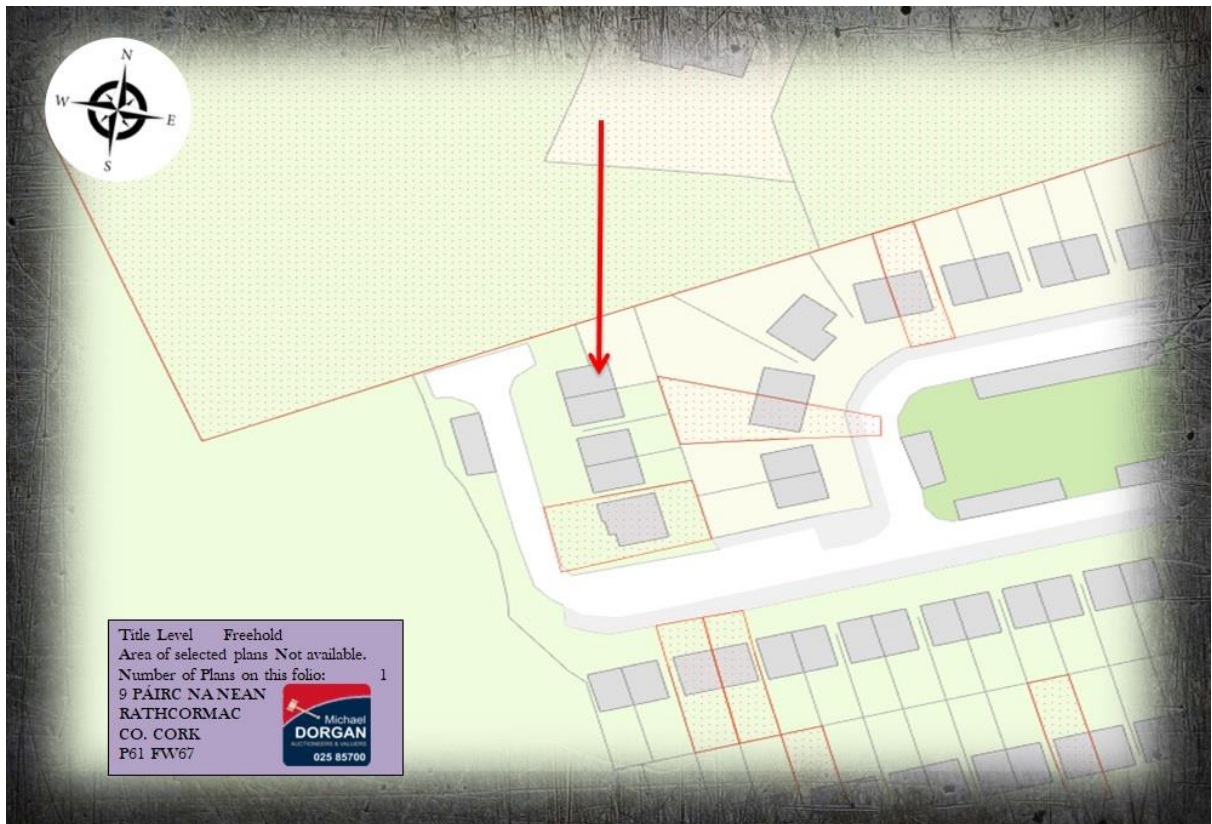 N
W
E
S
Title Level Freehold
Area of selected plans Not available.
Number of Plans on this folio: 1
9 PÁIRC NA NEAN
RATHCORMAC
CO. CORK
P61 FW67
Michael
DORGAN
AUCTIONEERS & VALUERS
025 85700